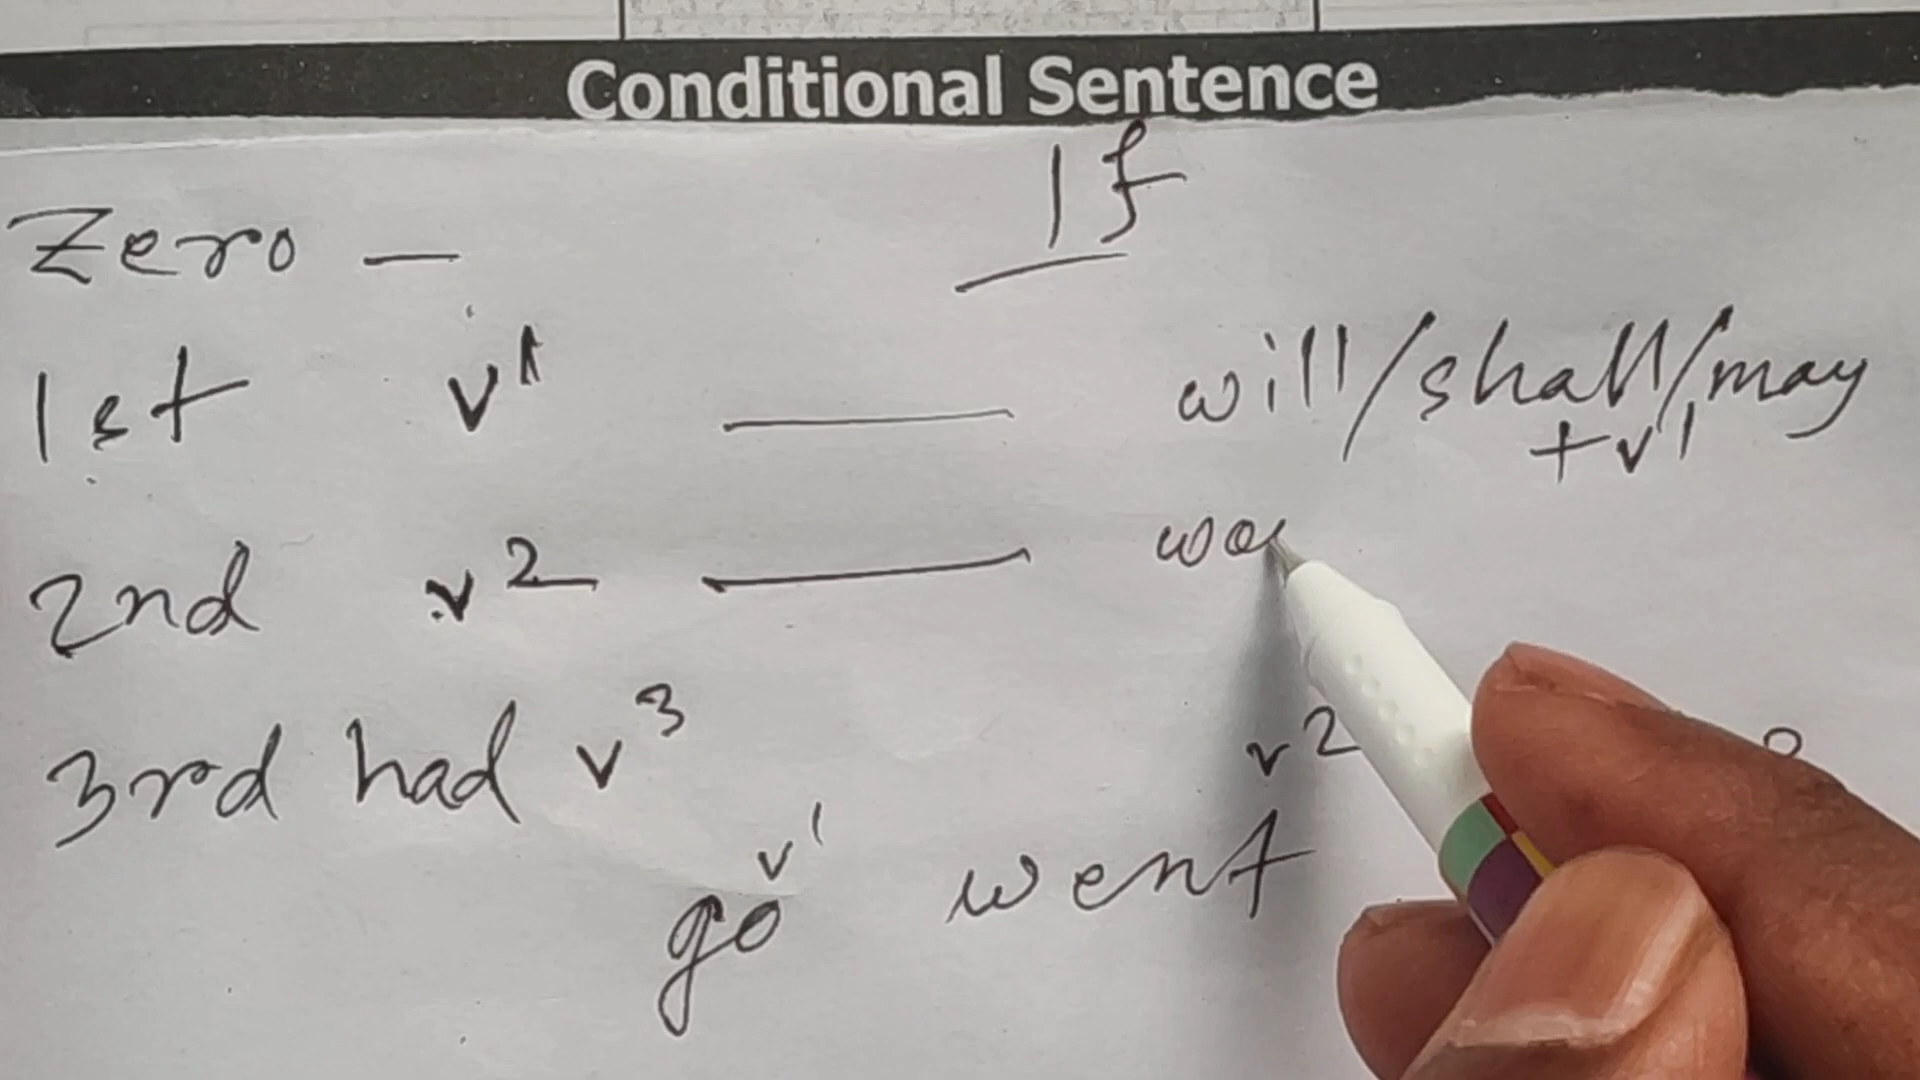 Conditional Sentence
If
Zero —
1st v1 — will/shall/may
+v1
2nd v2 — wo
3rd had v3
v1 v2
go went